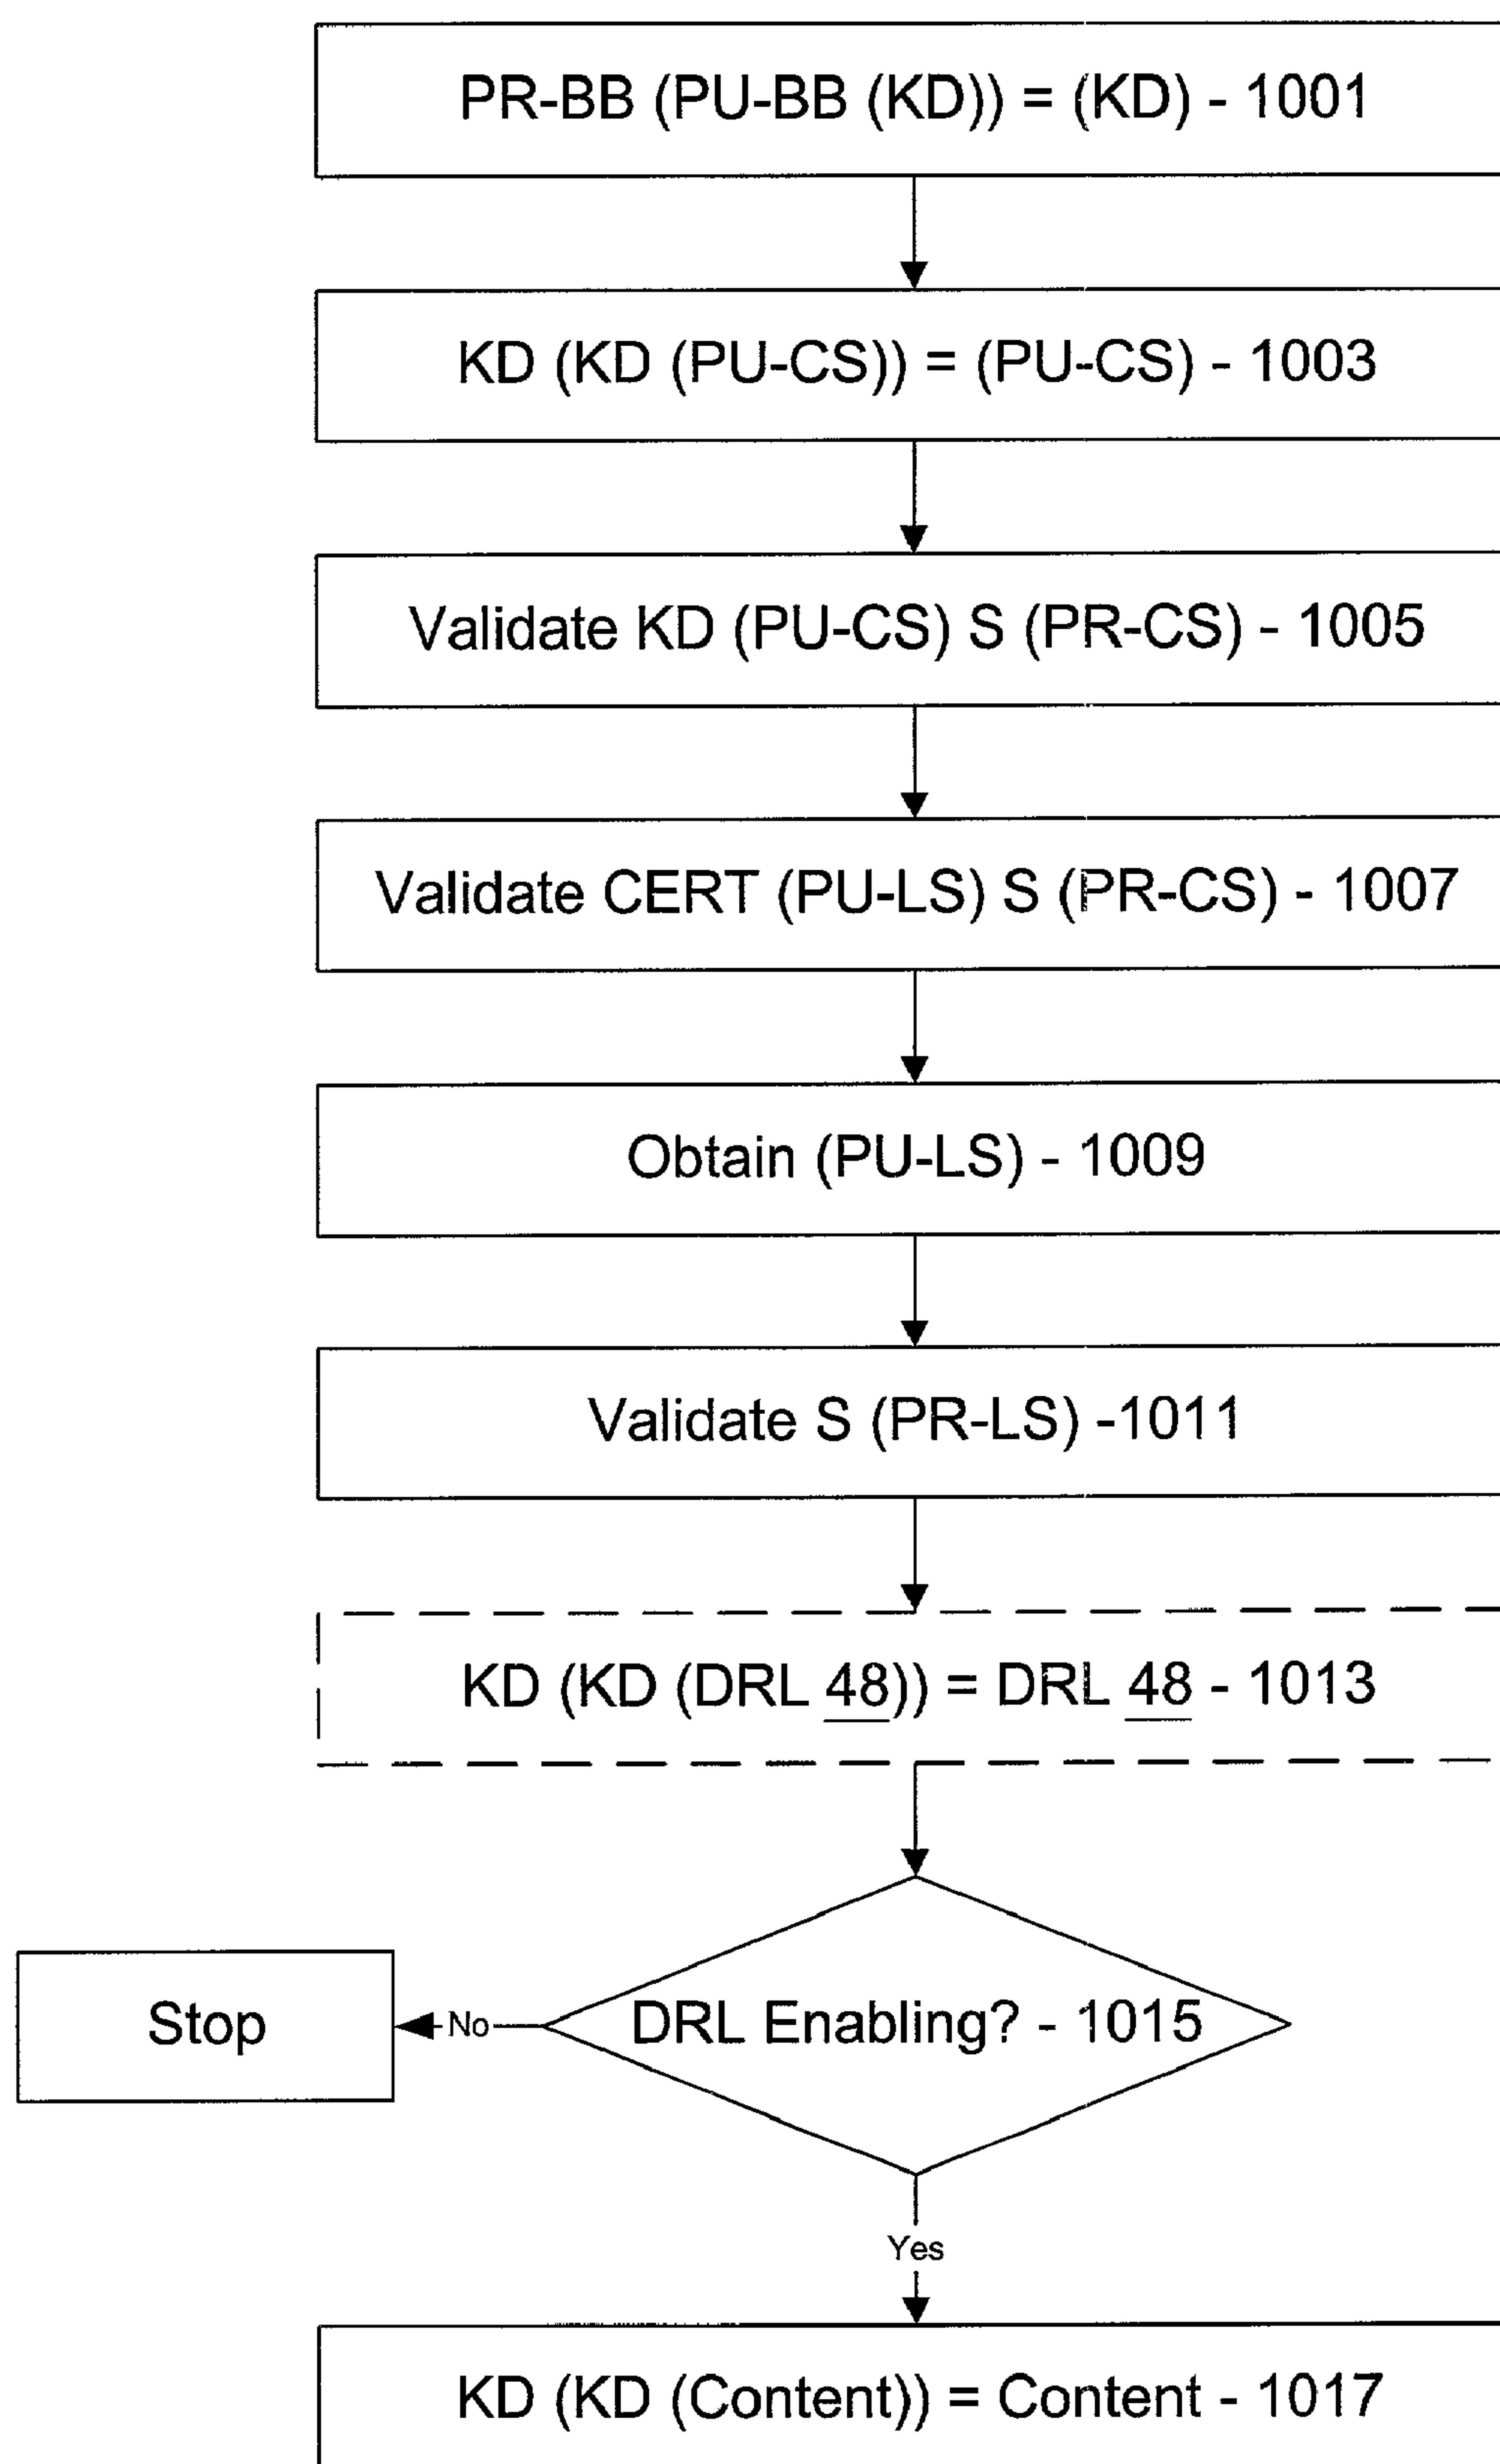 PR-BB (PU-BB (KD)) = (KD) - 1001
KD (KD (PU-CS)) = (PU-CS) - 1003
Validate KD (PU-CS) S (PR-CS) - 1005
Validate CERT (PU-LS) S (PR-CS) - 1007
Obtain (PU-LS) - 1009
Validate S (PR-LS) -1011
KD (KD (DRL 48)) = DRL 48 - 1013
DRL Enabling? - 1015
No
Stop
Yes
KD (KD (Content)) = Content - 1017